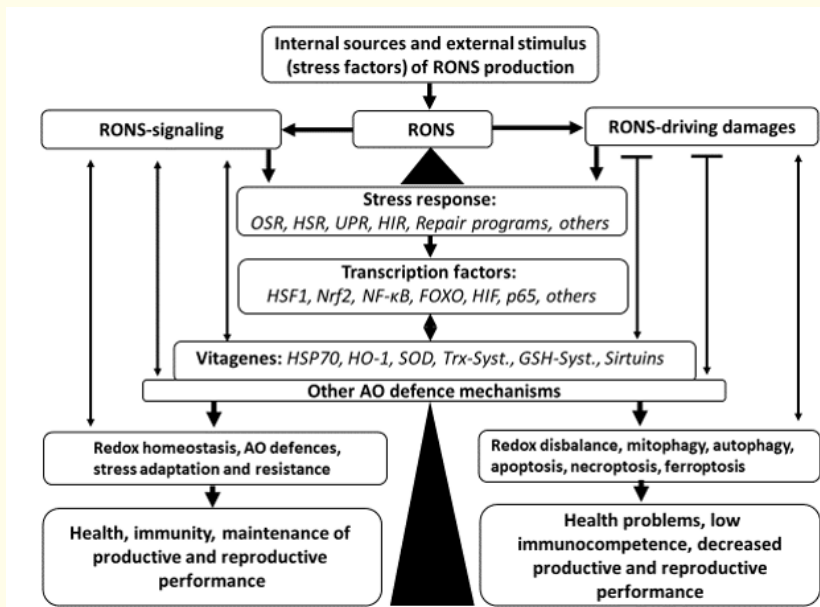 Internal sources and external stimulus
(stress factors) of RONS production
RONS-signaling
RONS
RONS-driving damages
Stress response:
OSR, HSR, UPR, HIR, Repair programs, others
Transcription factors:
HSF1, Nrf2, NF-κB, FOXO, HIF, p65, others
Vitagenes: HSP70, HO-1, SOD, Trx-Syst., GSH-Syst., Sirtuins
Other AO defence mechanisms
Redox homeostasis, AO defences,
stress adaptation and resistance
Redox disbalance, mitophagy, autophagy,
apoptosis, necroptosis, ferroptosis
Health, immunity, maintenance of
productive and reproductive
performance
Health problems, low
immunocompetence, decreased
productive and reproductive
performance